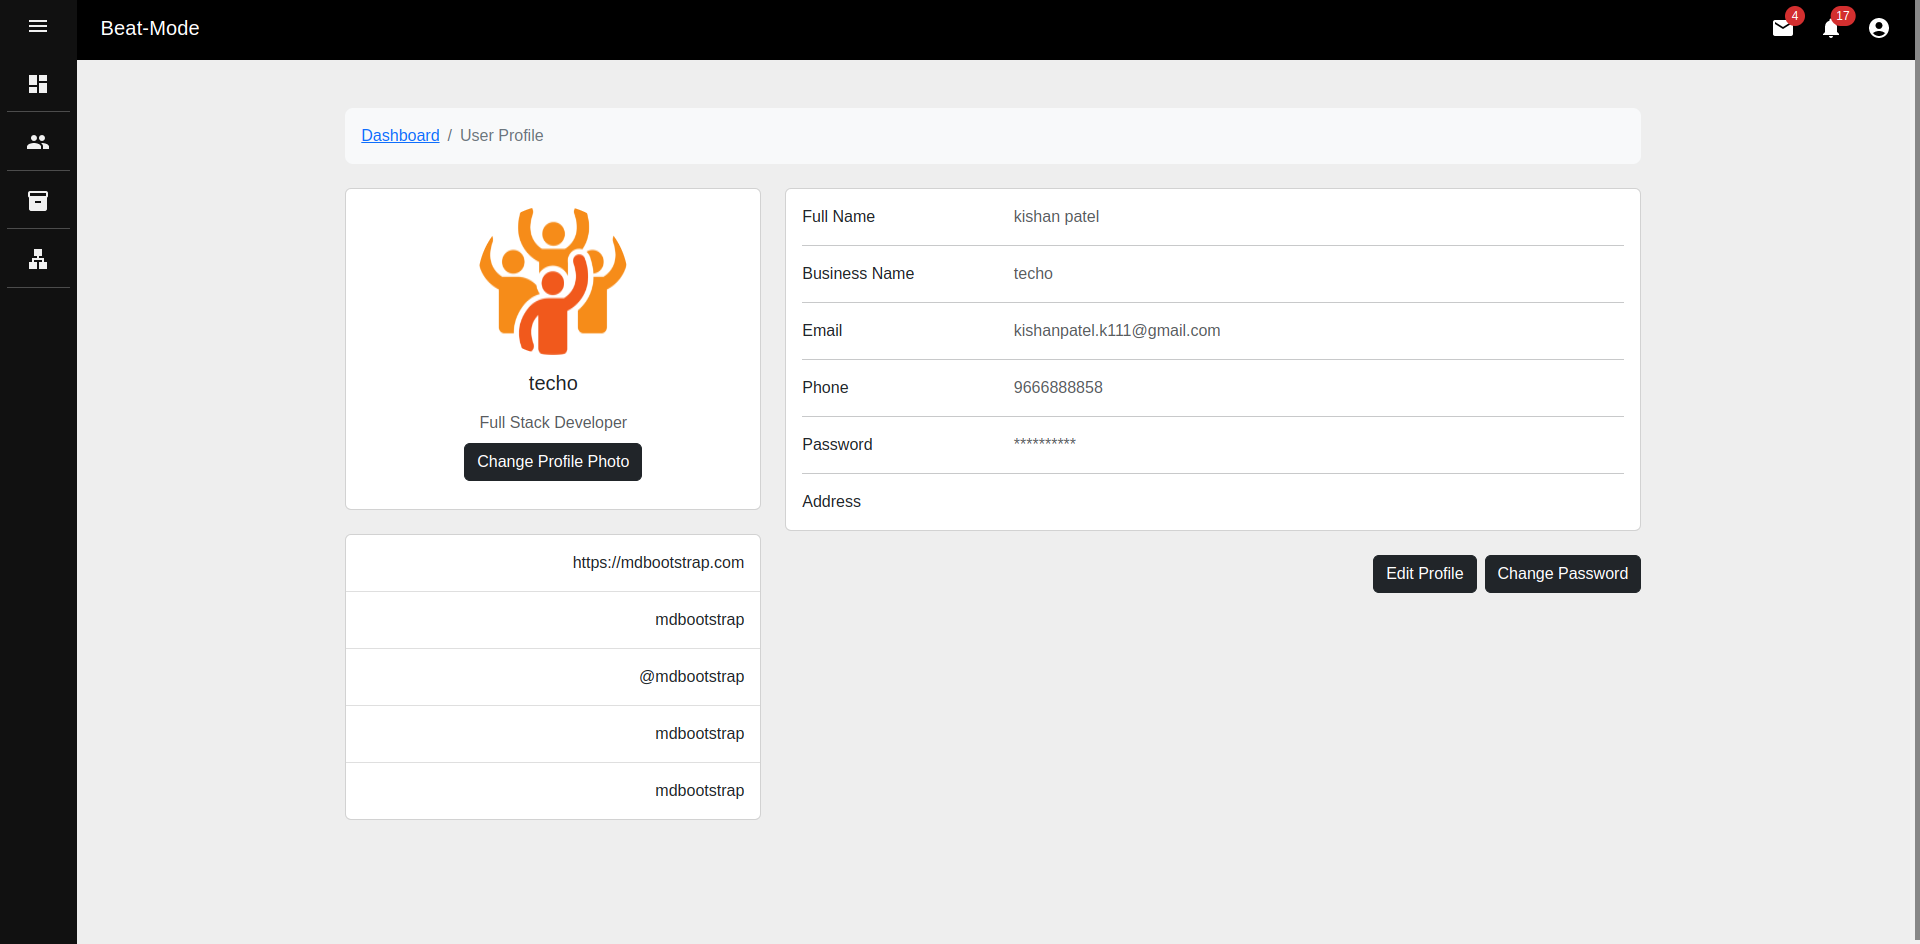 Beat-Mode
4
17
Dashboard / User Profile
techo
Full Stack Developer
Change Profile Photo
https://mdbootstrap.com
mdbootstrap
@mdbootstrap
mdbootstrap
mdbootstrap
Full Name kishan patel
Business Name techo
Email kishanpatel.k111@gmail.com
Phone 9666888858
Password **********
Address
Edit Profile Change Password